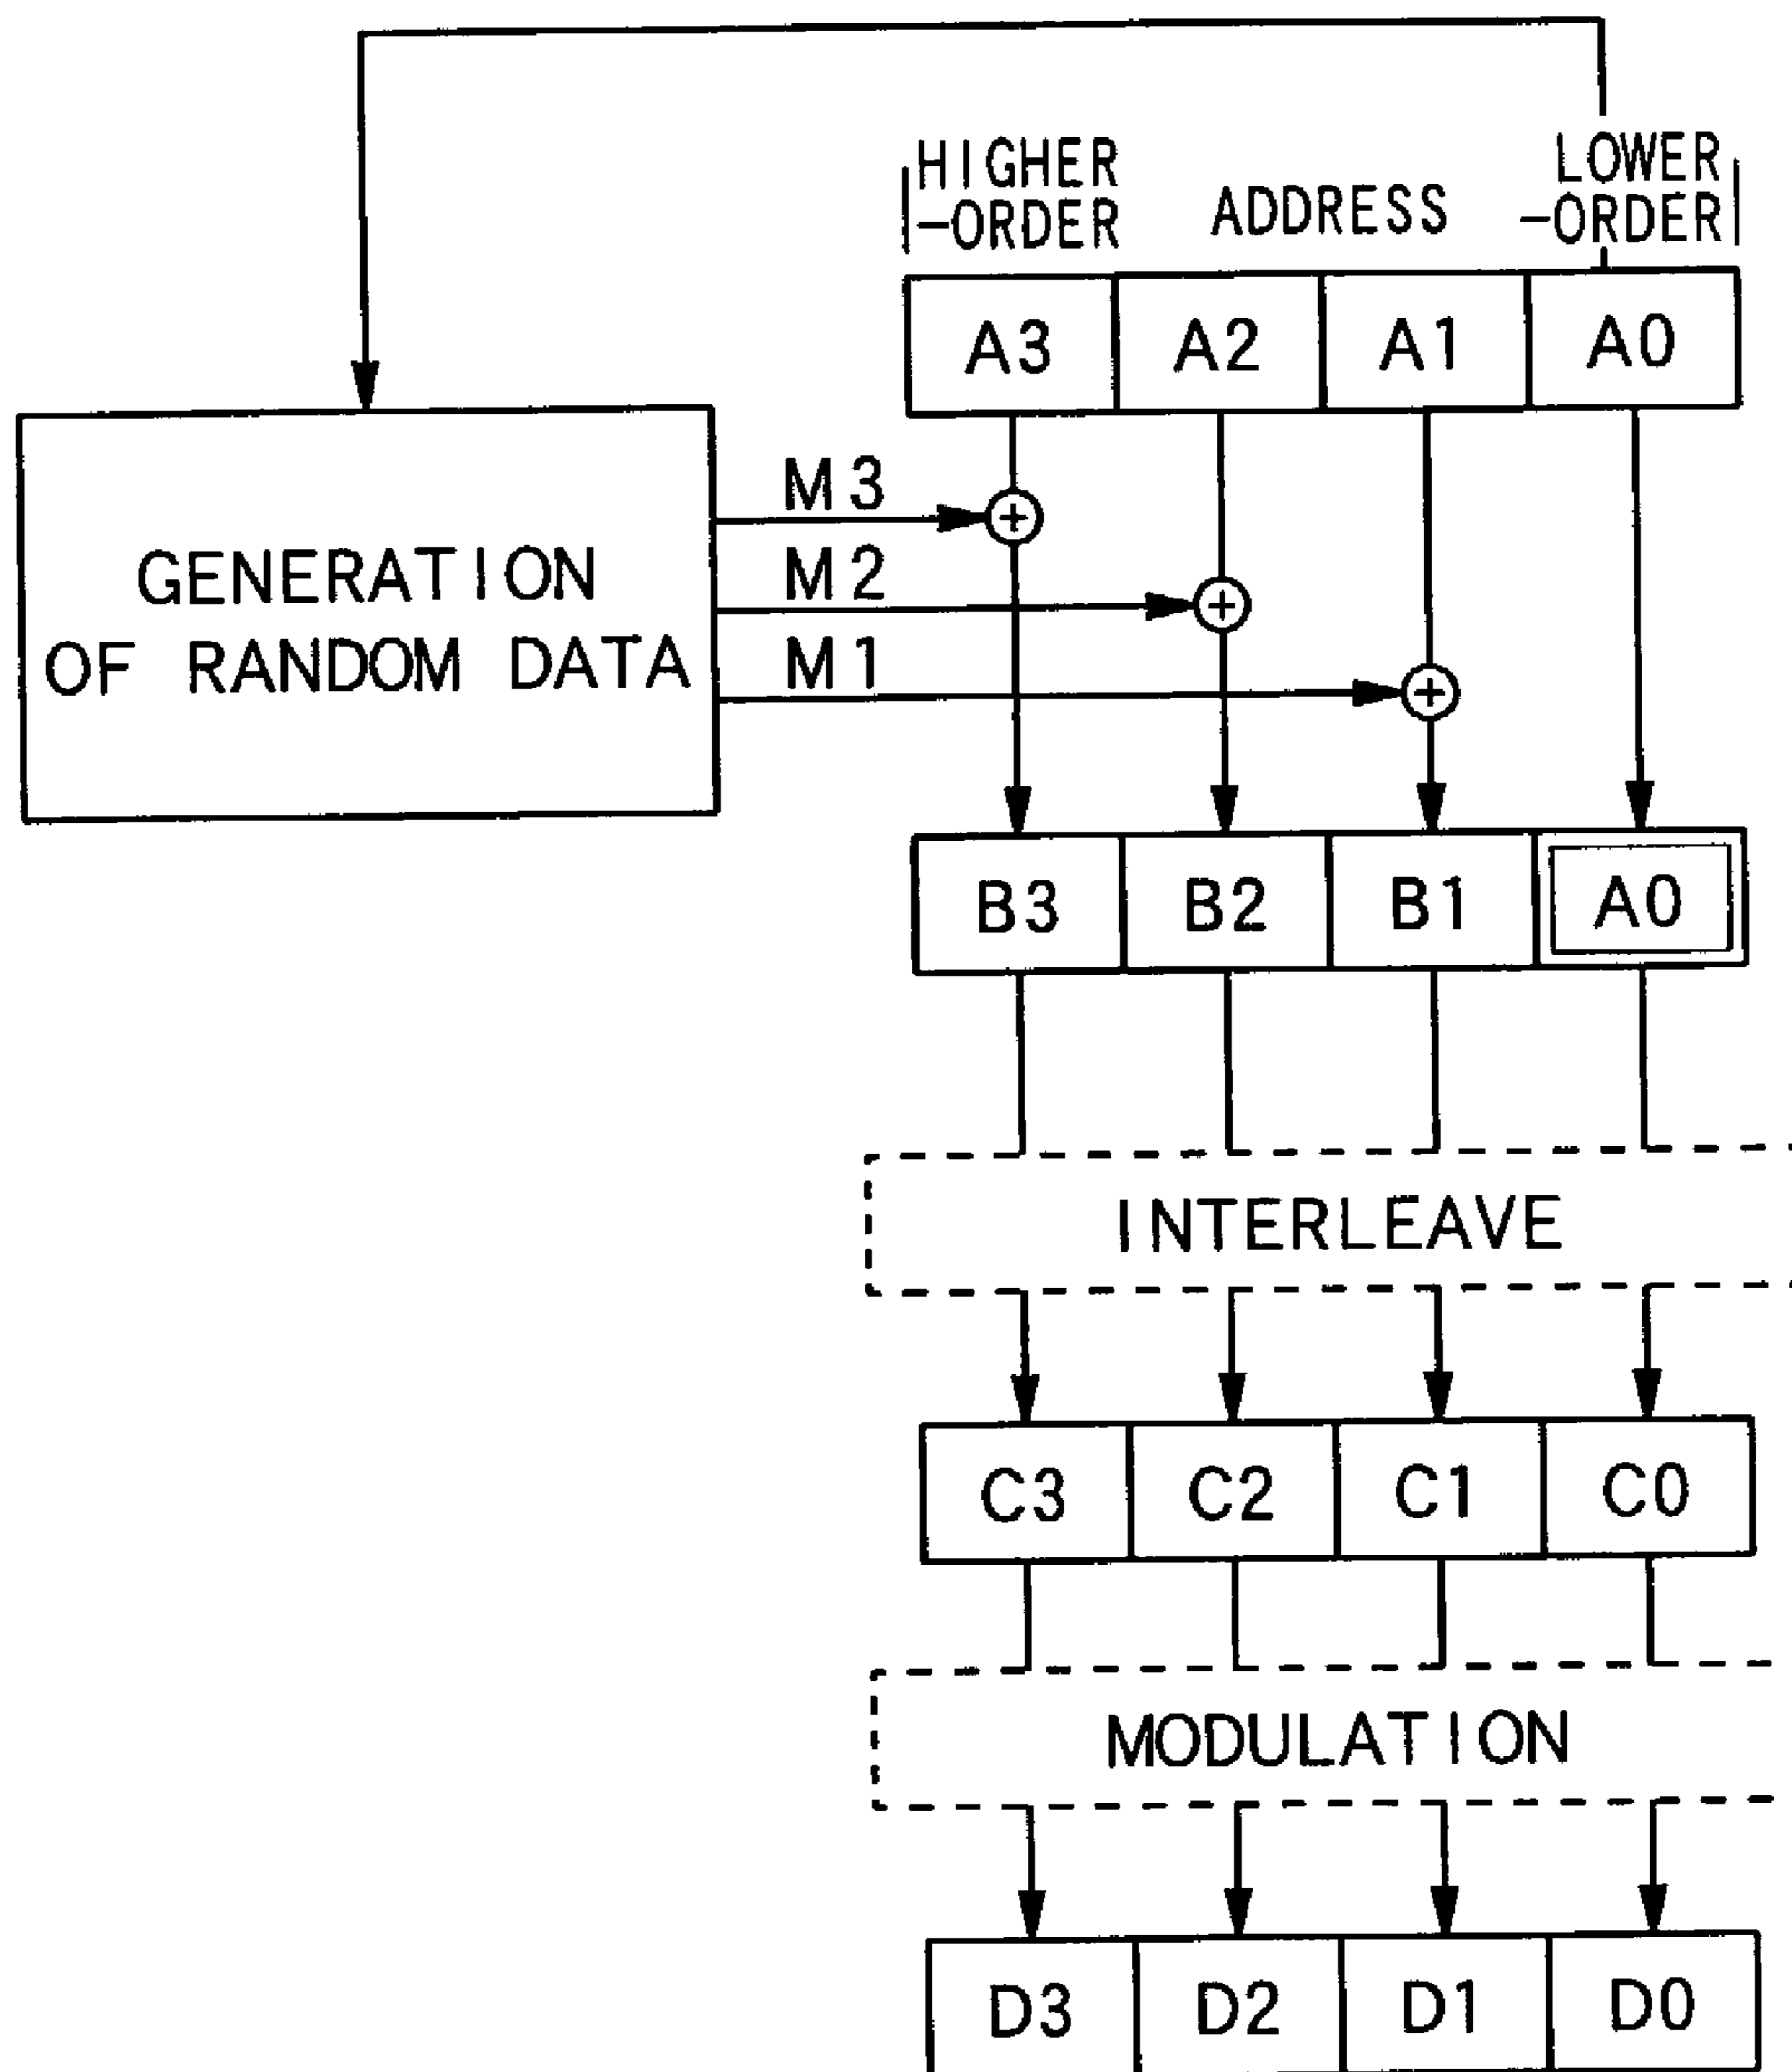 HIGHER
-ORDER
ADDRESS
LOWER
-ORDER
A3 A2 A1 A0
M3
M2
M1
GENERATION
OF RANDOM DATA
B3 B2 B1 A0
INTERLEAVE
C3 C2 C1 C0
MODULATION
D3 D2 D1 D0